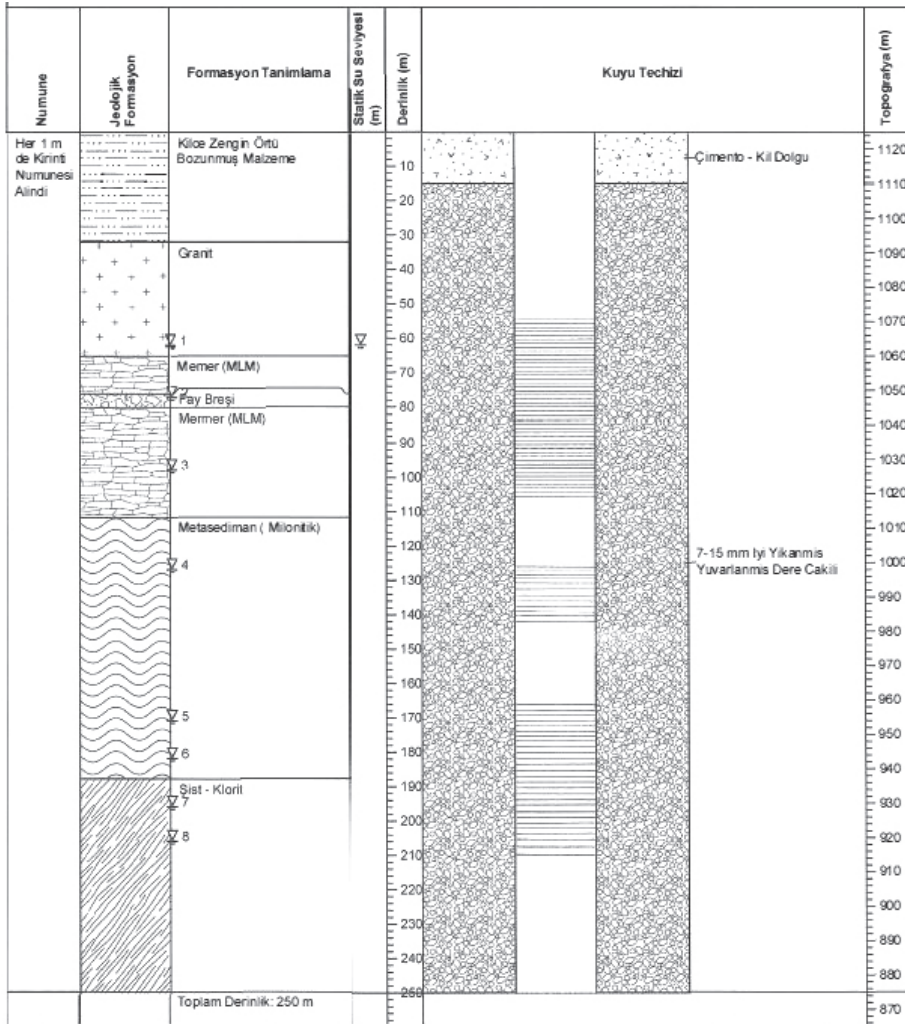 Numune
Jeolojik
Formasyon
Formasyon Tanimlama
Statik Su Seviyesi
(m)
Derinlik (m)
Kuyu Techizi
Topografya (m)
Her 1 m
de Kirinti
Numunesi
Alindi
Kilce Zengin Örtü
Bozunmuş Malzeme
Granit
1
Memer (MLM)
2
Fay Breşi
Mermer (MLM)
3
Metasediman ( Milonitik)
4
5
6
Şist - Klorit
7
8
Toplam Derinlik: 250 m
10
20
30
40
50
60
70
80
90
100
110
120
130
140
150
160
170
180
190
200
210
220
230
240
250
Çimento - Kil Dolgu
7-15 mm Iyi Yikanmis
Yuvarlanmis Dere Cakili
1120
1110
1100
1090
1080
1070
1060
1050
1040
1030
1020
1010
1000
990
980
970
960
950
940
930
920
910
900
890
880
870